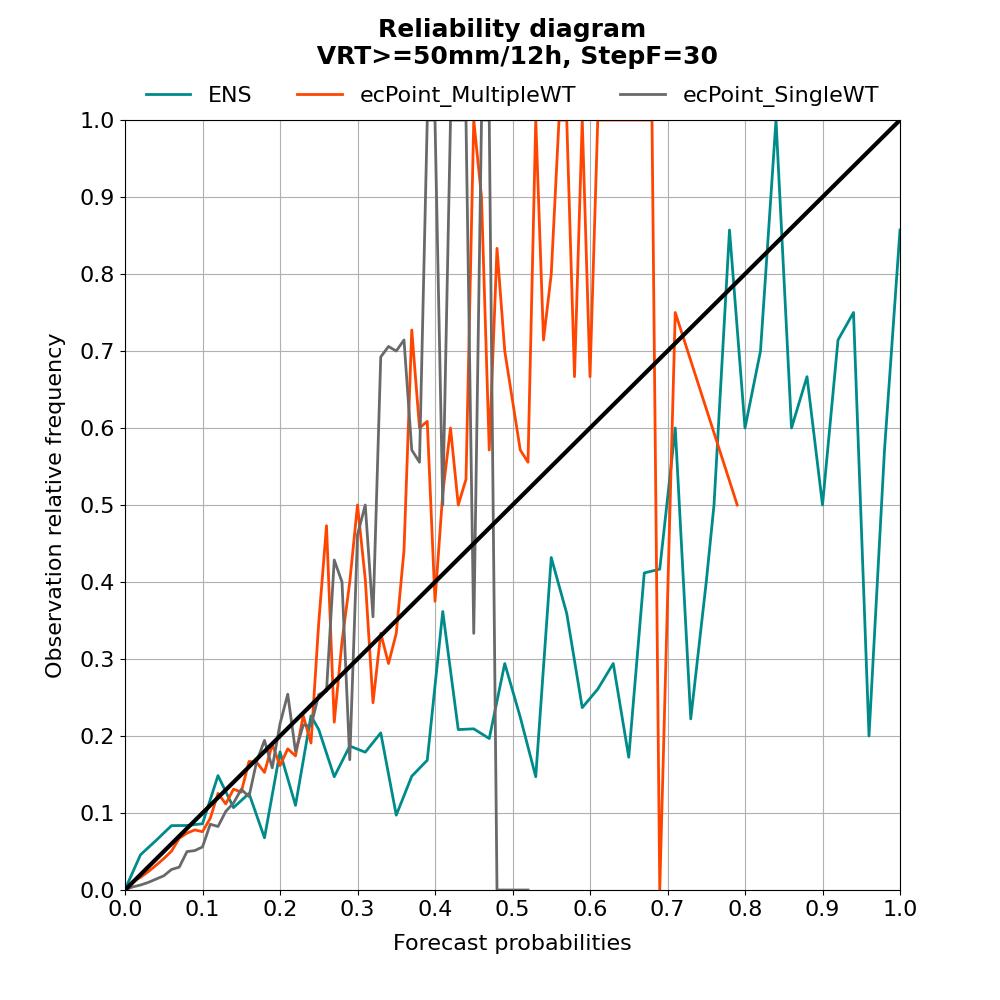 Reliability diagram
VRT>=50mm/12h, StepF=30
ENS ecPoint_MultipleWT ecPoint_SingleWT
1.0
0.9
0.8
0.7
0.6
0.5
0.4
0.3
0.2
0.1
0.0
Observation relative frequency
0.0 0.1 0.2 0.3 0.4 0.5 0.6 0.7 0.8 0.9 1.0
Forecast probabilities